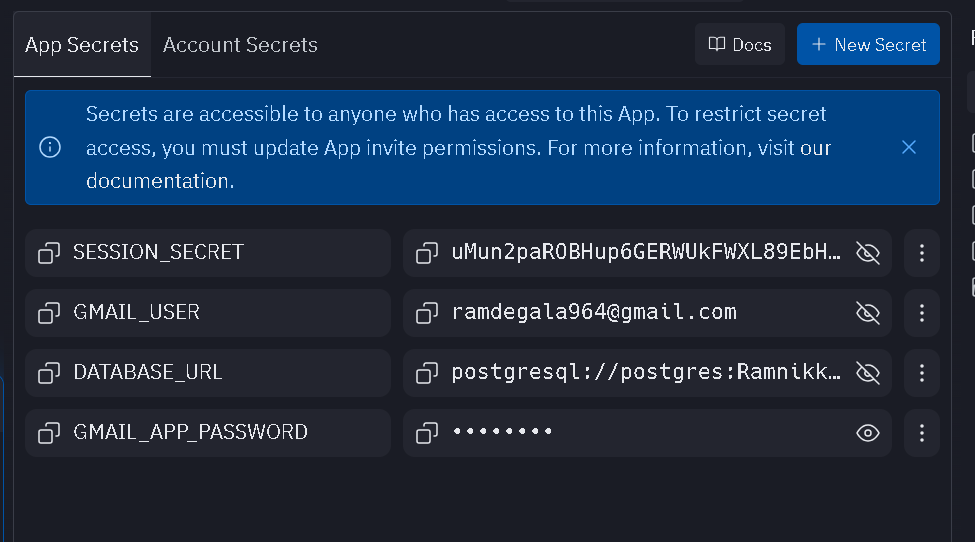 App Secrets
Account Secrets
Docs
+ New Secret
Secrets are accessible to anyone who has access to this App. To restrict secret
access, you must update App invite permissions. For more information, visit our
documentation.
SESSION_SECRET
uMun2paROBHup6GERWUkFWXL89EbH…
GMAIL_USER
ramdegala964@gmail.com
DATABASE_URL
postgresql://postgres:Ramnikk…
GMAIL_APP_PASSWORD
••••••••